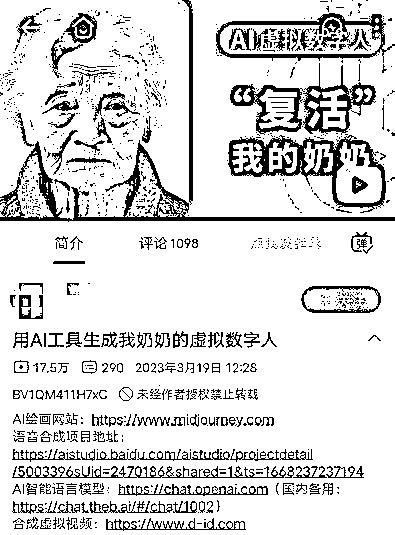 AI虚拟数字人
“复活”
我的奶奶
简介
评论 1098
弹
用AI工具生成我奶奶的虚拟数字人
17.5万 290 2023年3月19日 12:28
BV1QM411H7xC 未经作者授权禁止转载
AI绘画网站：https://www.midjourney.com
语音合成项目地址：
https://aistudio.baidu.com/aistudio/projectdetail
/5003396sUid=2470186&shared=1&ts=1668237237194
AI智能语言模型：https://chat.openai.com（国内备用：
https://chat.theb.ai/#/chat/1002）
合成虚拟视频：https://www.d-id.com